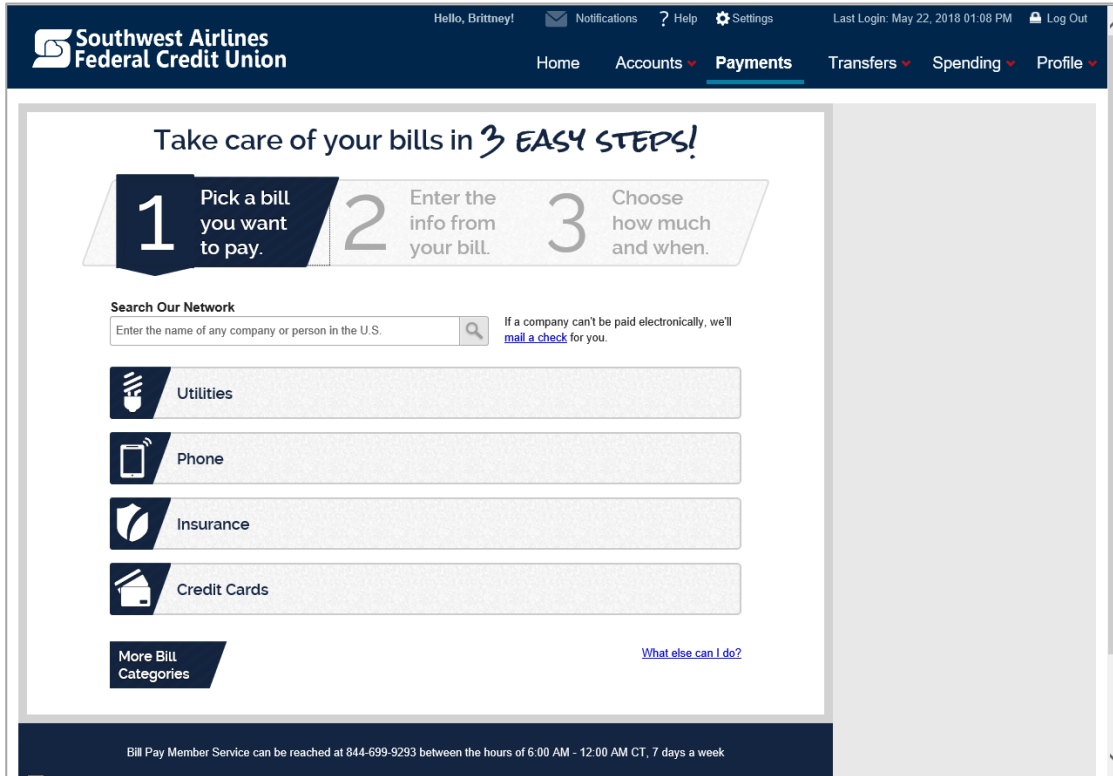 Hello, Brittney! Notifications ? Help Settings Last Login: May 22, 2018 01:08 PM Log Out
Southwest Airlines
Federal Credit Union
Home Accounts Payments Transfers Spending Profile
Take care of your bills in 3 EASY STEPS!
1 Pick a bill
you want
to pay.
2 Enter the
info from
your bill.
3 Choose
how much
and when.
Search Our Network
Enter the name of any company or person in the U.S.
If a company can't be paid electronically, we'll
mail a check for you.
Utilities
Phone
Insurance
Credit Cards
More Bill
Categories
What else can I do?
Bill Pay Member Service can be reached at 844-699-9293 between the hours of 6:00 AM - 12:00 AM CT, 7 days a week